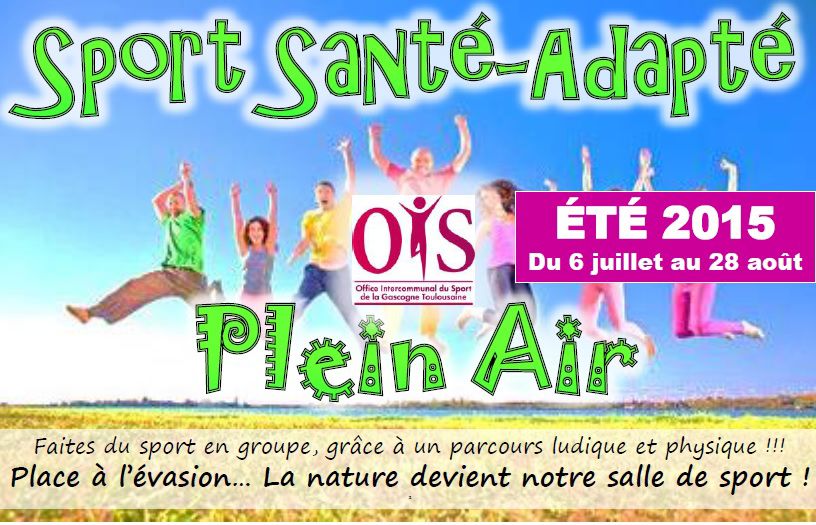 Sport Santé-Adapté
OIS
Office Intercommunal du Sport
de la Gascogne Toulousaine
ÉTÉ 2015
Du 6 juillet au 28 août
Plein Air
Faites du sport en groupe, grâce à un parcours ludique et physique !!!
Place à l'évasion... La nature devient notre salle de sport !